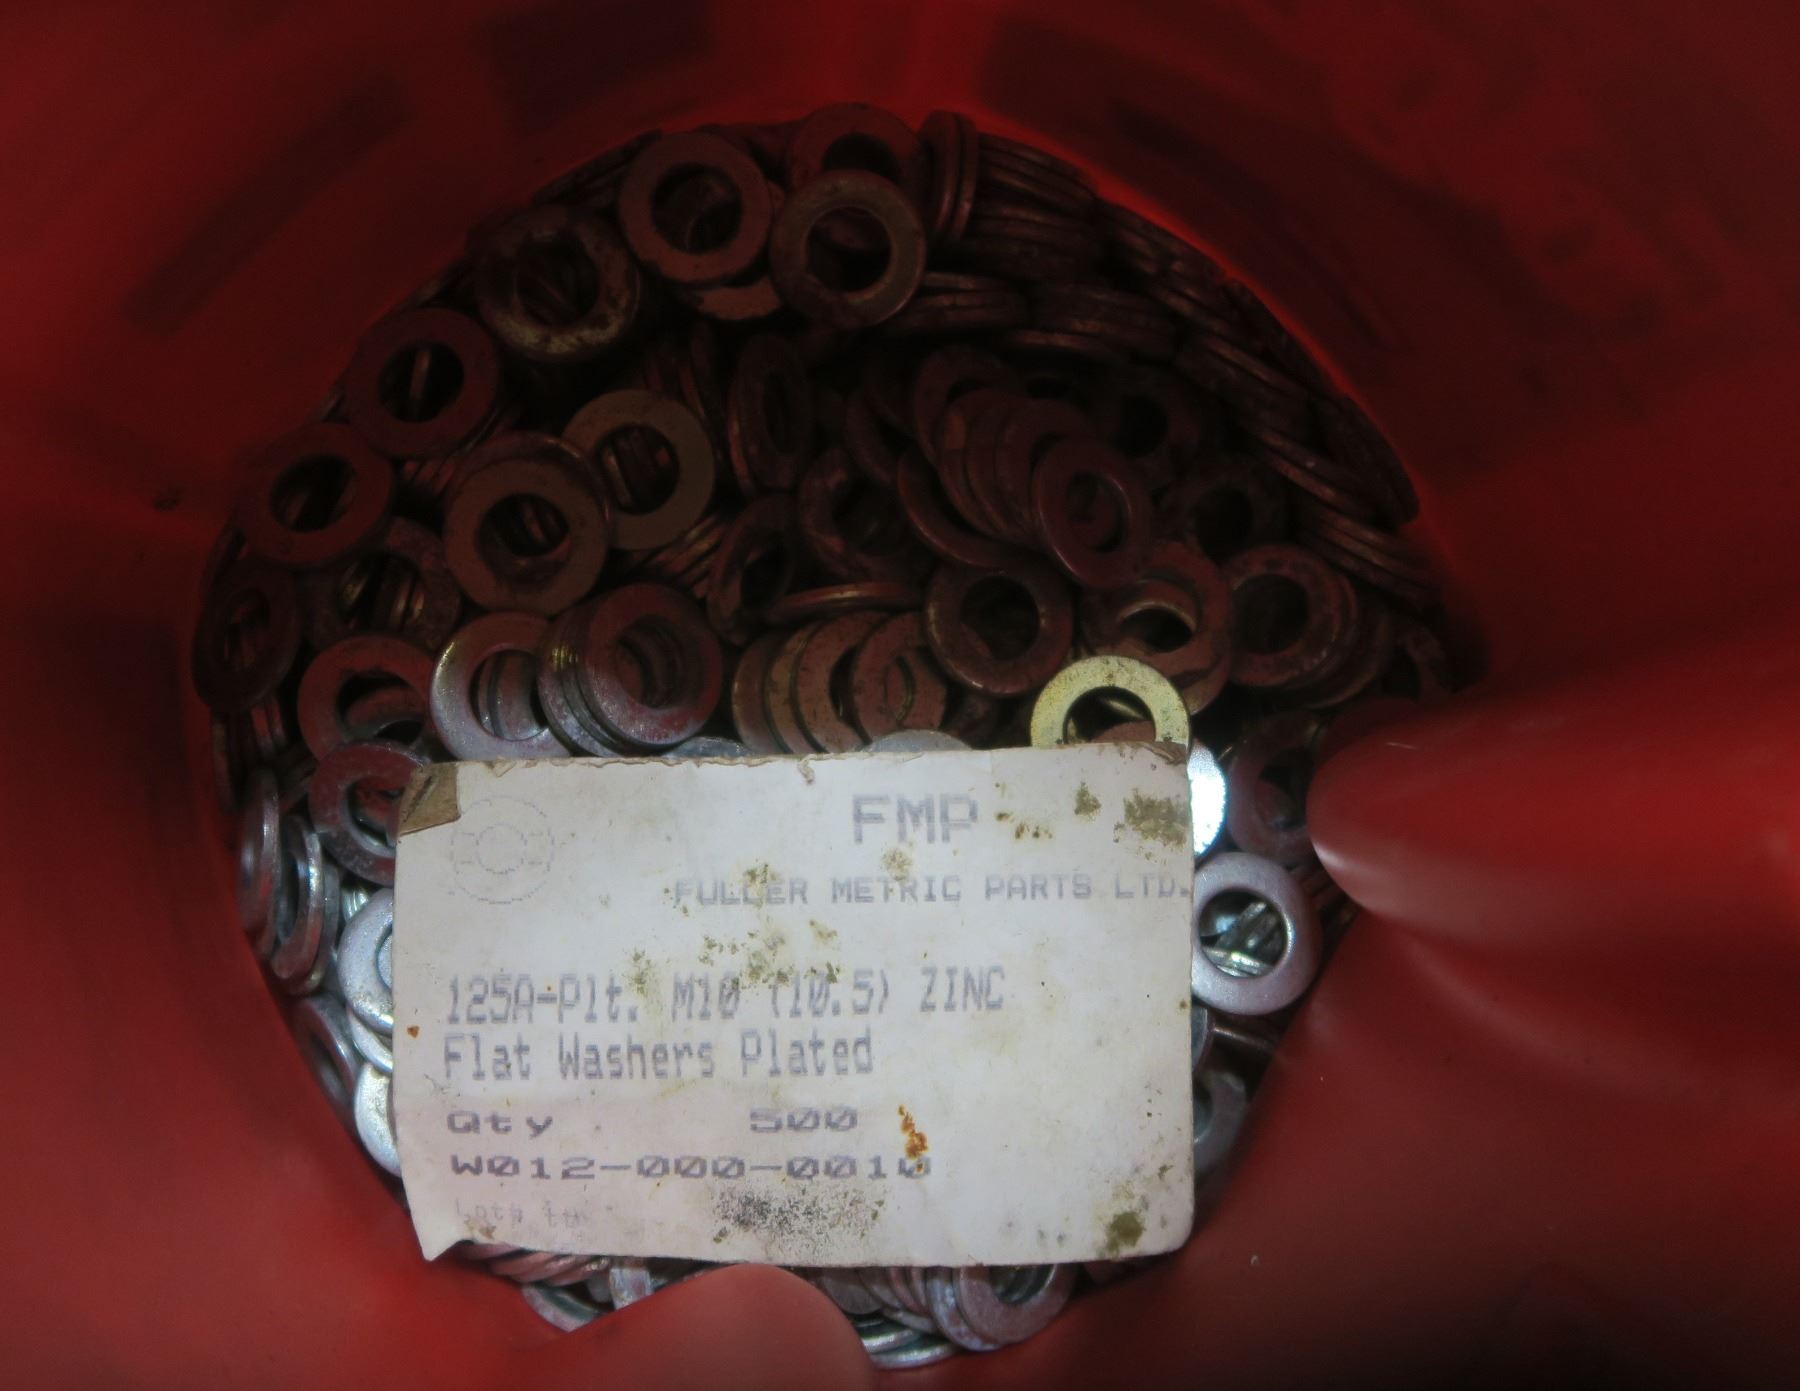 FMP
FULLER METRIC PARTS LTD.
125A-Plt. M10 (10.5) ZINC
Flat Washers Plated
Qty 500
W012-000-0010
Lot#